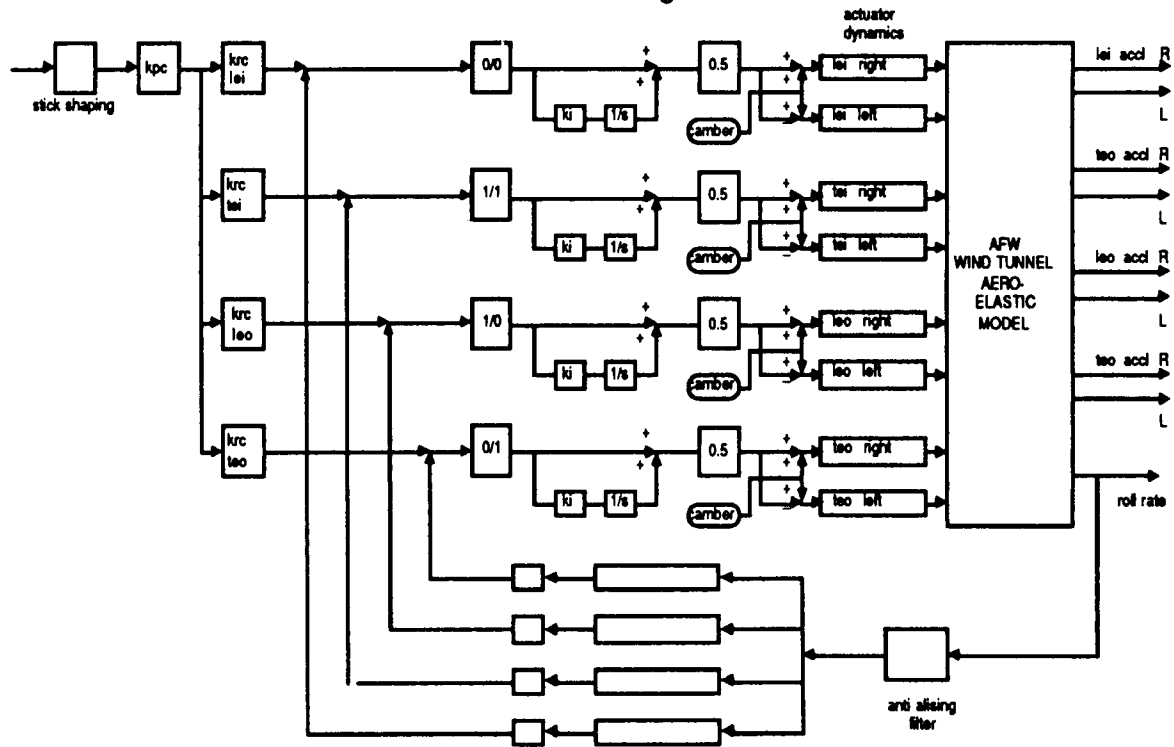 g
actuator
dynamics
stick shaping
kpc
krc
lei
0/0
ki
1/s
+
+
0.5
camber
+
+
+
−
lei right
lei left
lei accl R
L
krc
tei
1/1
ki
1/s
+
+
0.5
camber
+
+
+
−
tei right
tei left
teo accl R
L
krc
leo
1/0
ki
1/s
+
+
0.5
camber
+
+
+
−
leo right
leo left
leo accl R
L
krc
teo
0/1
ki
1/s
+
+
0.5
camber
+
+
+
−
teo right
teo left
teo accl R
L
AFW
WIND TUNNEL
AERO-
ELASTIC
MODEL
roll rate
anti alising
filter